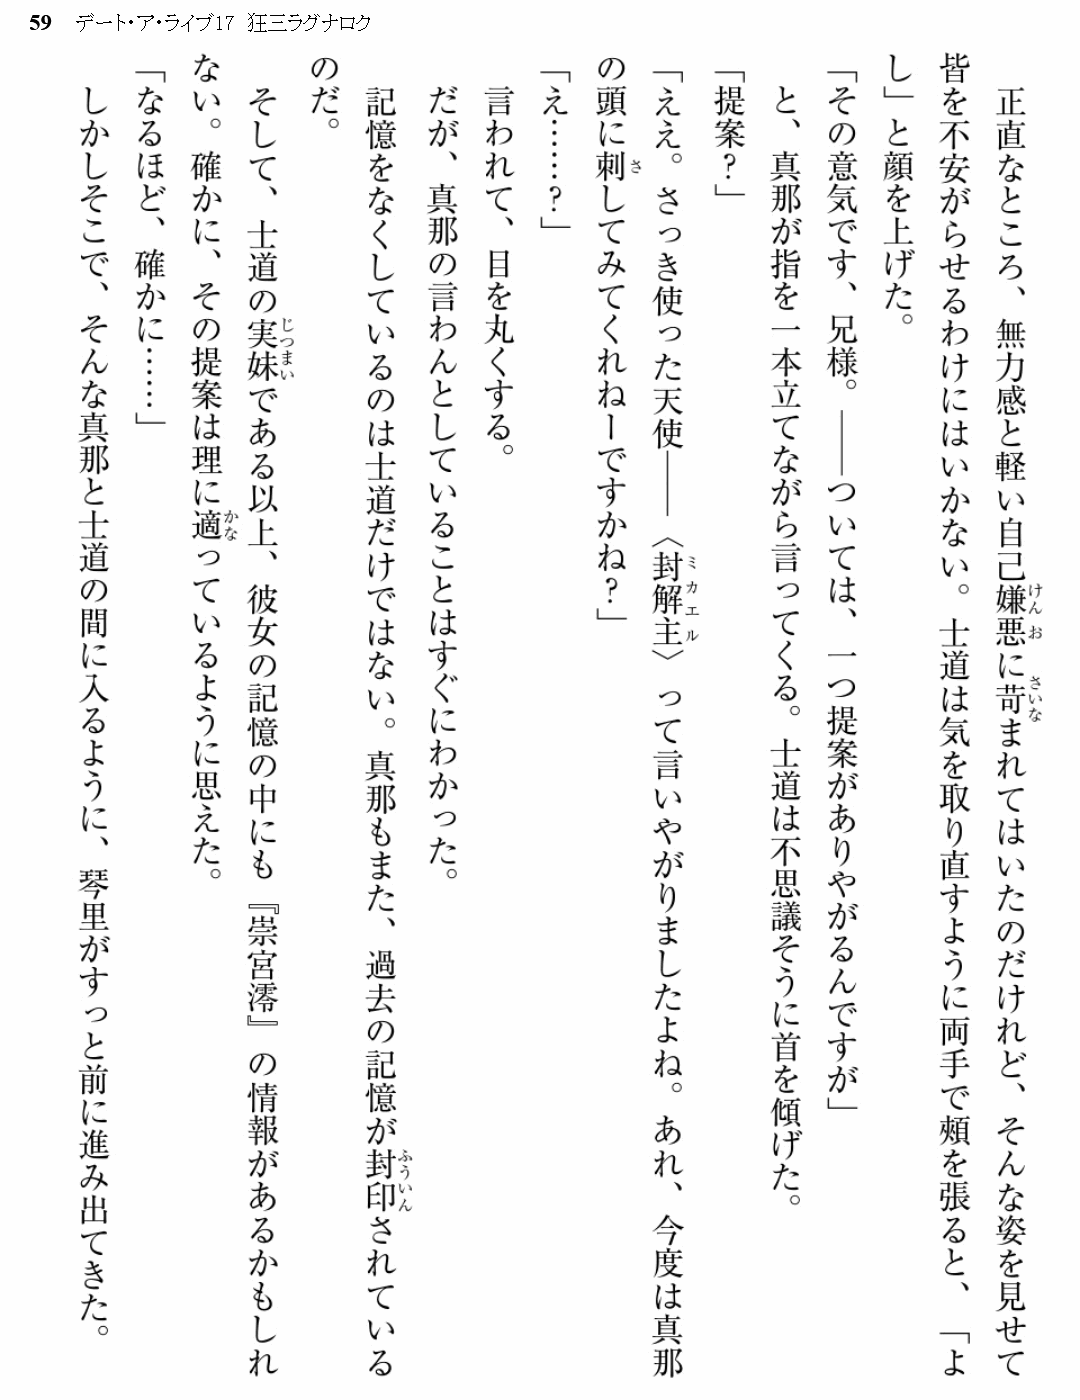 59 デート・ア・ライブ17 狂三ラグナロク
正直なところ、無力感と軽い自己嫌悪に苛まれてはいたのだけれど、そんな姿を見せて
皆を不安がらせるわけにはいかない。士道は気を取り直すように両手で頰を張ると、「よ
し」と顔を上げた。
「その意気です、兄様。――ついては、一つ提案がありやがるんですが」
と、真那が指を一本立てながら言ってくる。士道は不思議そうに首を傾げた。
「提案?」
「ええ。さっき使った天使――〈封解主〉って言いやがりましたよね。あれ、今度は真那
の頭に刺してみてくれねーですかね?」
「え……?」
言われて、目を丸くする。
だが、真那の言わんとしていることはすぐにわかった。
記憶をなくしているのは士道だけではない。真那もまた、過去の記憶が封印されている
のだ。
そして、士道の実妹である以上、彼女の記憶の中にも『崇宮澪』の情報があるかもしれ
ない。確かに、その提案は理に適っているように思えた。
「なるほど、確かに……」
しかしそこで、そんな真那と士道の間に入るように、琴里がすっと前に進み出てきた。